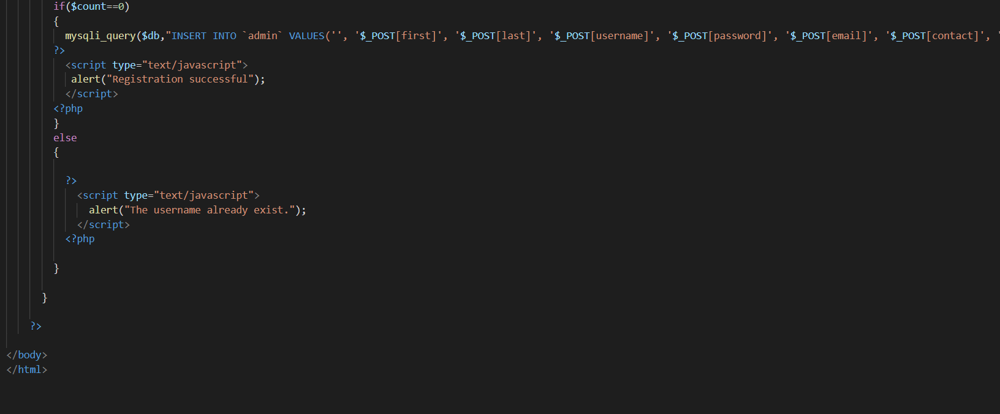 if($count==0)
{
mysqli_query($db,"INSERT INTO `admin` VALUES('', '$_POST[first]', '$_POST[last]', '$_POST[username]', '$_POST[password]', '$_POST[email]', '$_POST[contact]', '
?>
<script type="text/javascript">
alert("Registration successful");
</script>
<?php
}
else
{
?>
<script type="text/javascript">
alert("The username already exist.");
</script>
<?php
}
}
?>
</body>
</html>